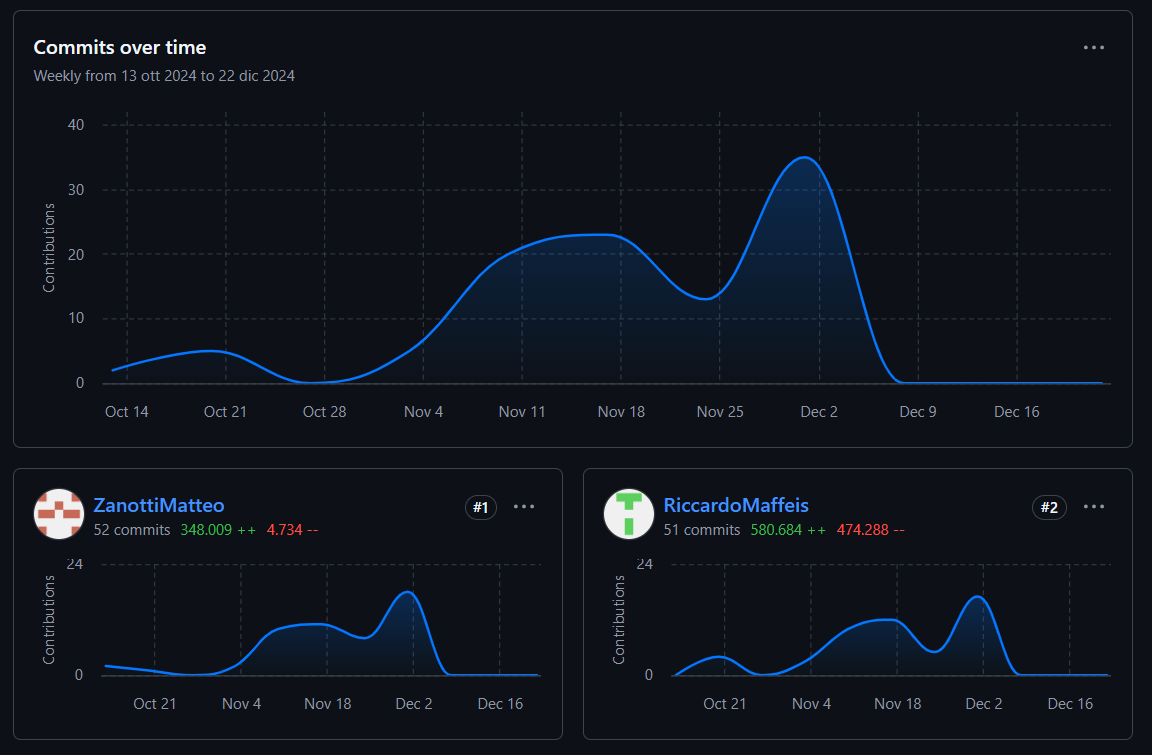 Commits over time
Weekly from 13 ott 2024 to 22 dic 2024
Contributions
40
30
20
10
0
Oct 14 Oct 21 Oct 28 Nov 4 Nov 11 Nov 18 Nov 25 Dec 2 Dec 9 Dec 16
ZanottiMatteo #1
52 commits 348.009 ++ 4.734 --
Contributions
24
0
Oct 21 Nov 4 Nov 18 Dec 2 Dec 16
RiccardoMaffeis #2
51 commits 580.684 ++ 474.288 --
Contributions
24
0
Oct 21 Nov 4 Nov 18 Dec 2 Dec 16